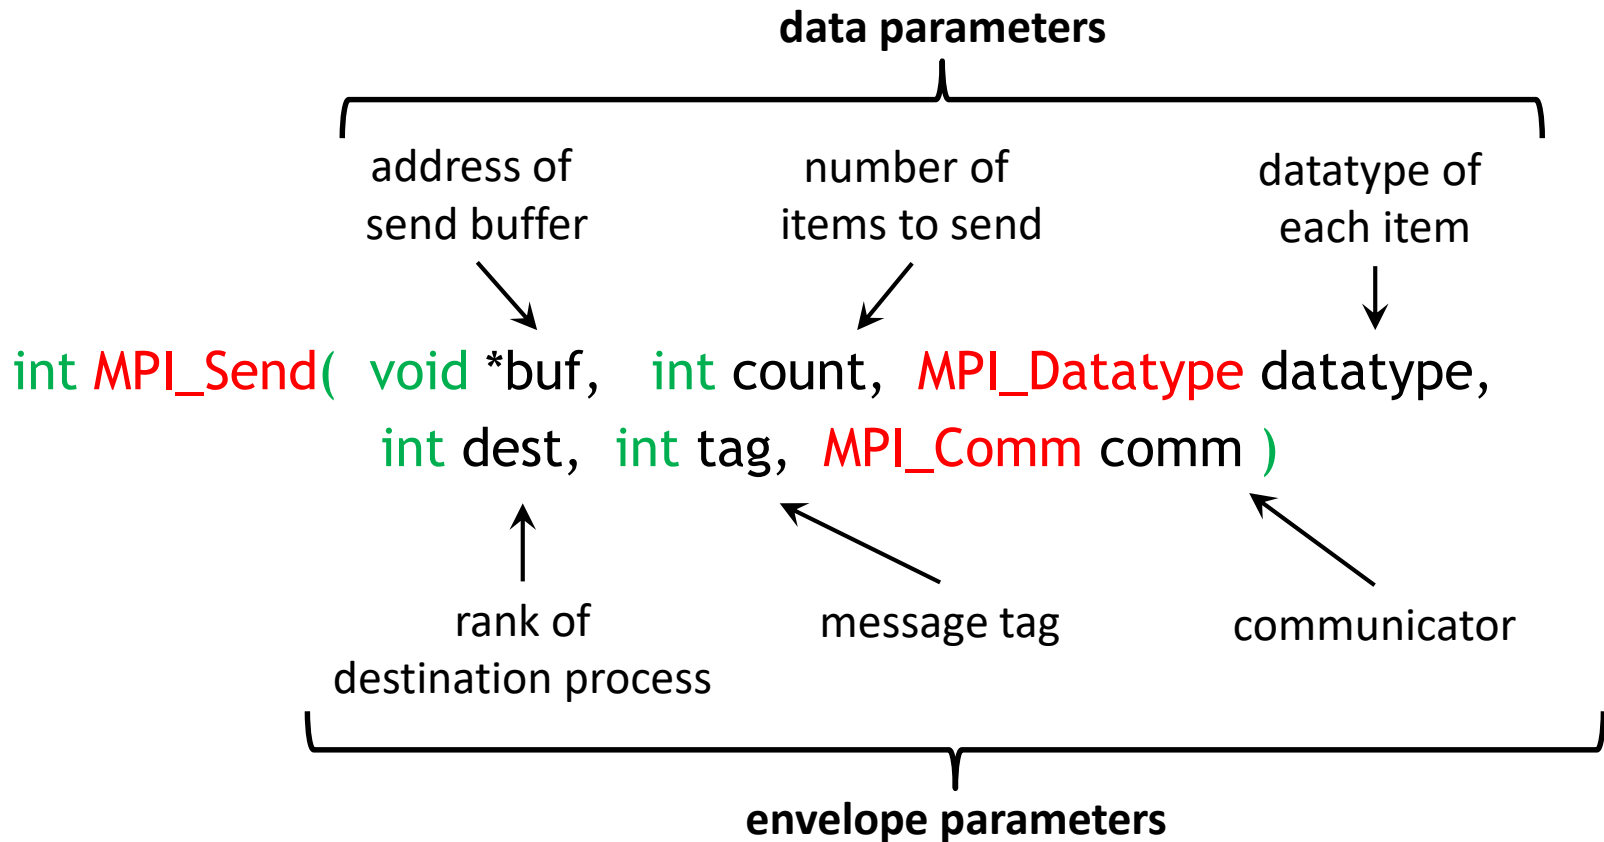 data parameters
address of
send buffer
number of
items to send
datatype of
each item
int MPI_Send( void *buf, int count, MPI_Datatype datatype,
int dest, int tag, MPI_Comm comm )
rank of
destination process
message tag
communicator
envelope parameters